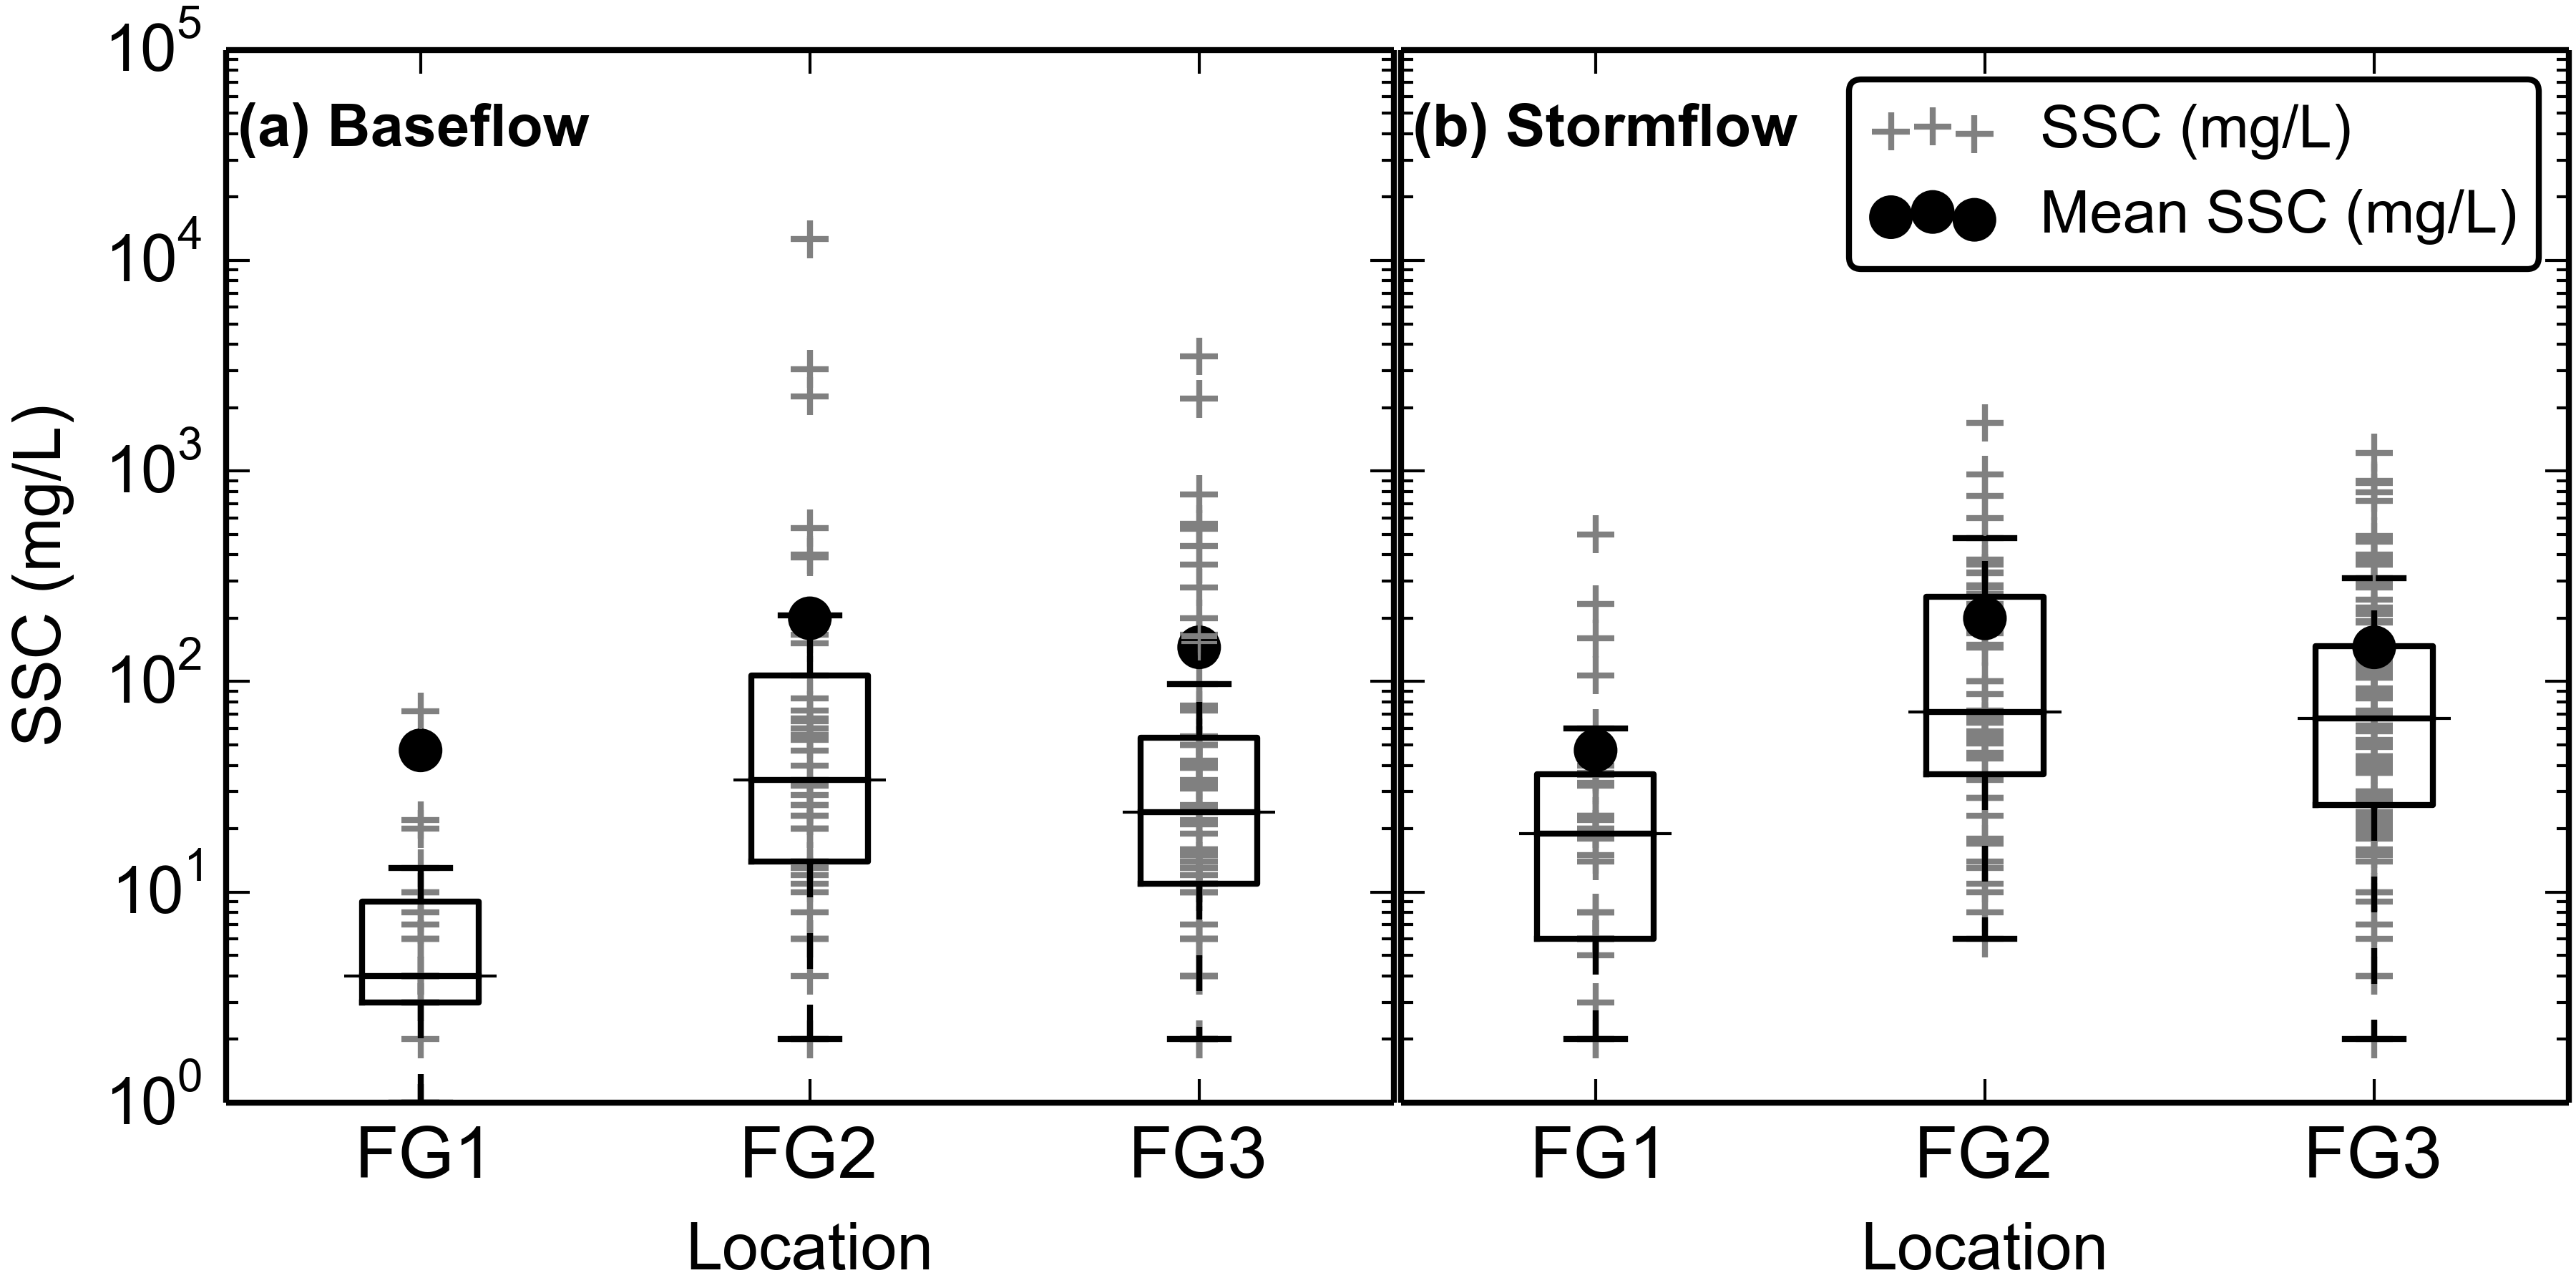 (a) Baseflow
(b) Stormflow
SSC (mg/L)
Mean SSC (mg/L)
SSC (mg/L)
10^5
10^4
10^3
10^2
10^1
10^0
FG1 FG2 FG3
FG1 FG2 FG3
Location
Location